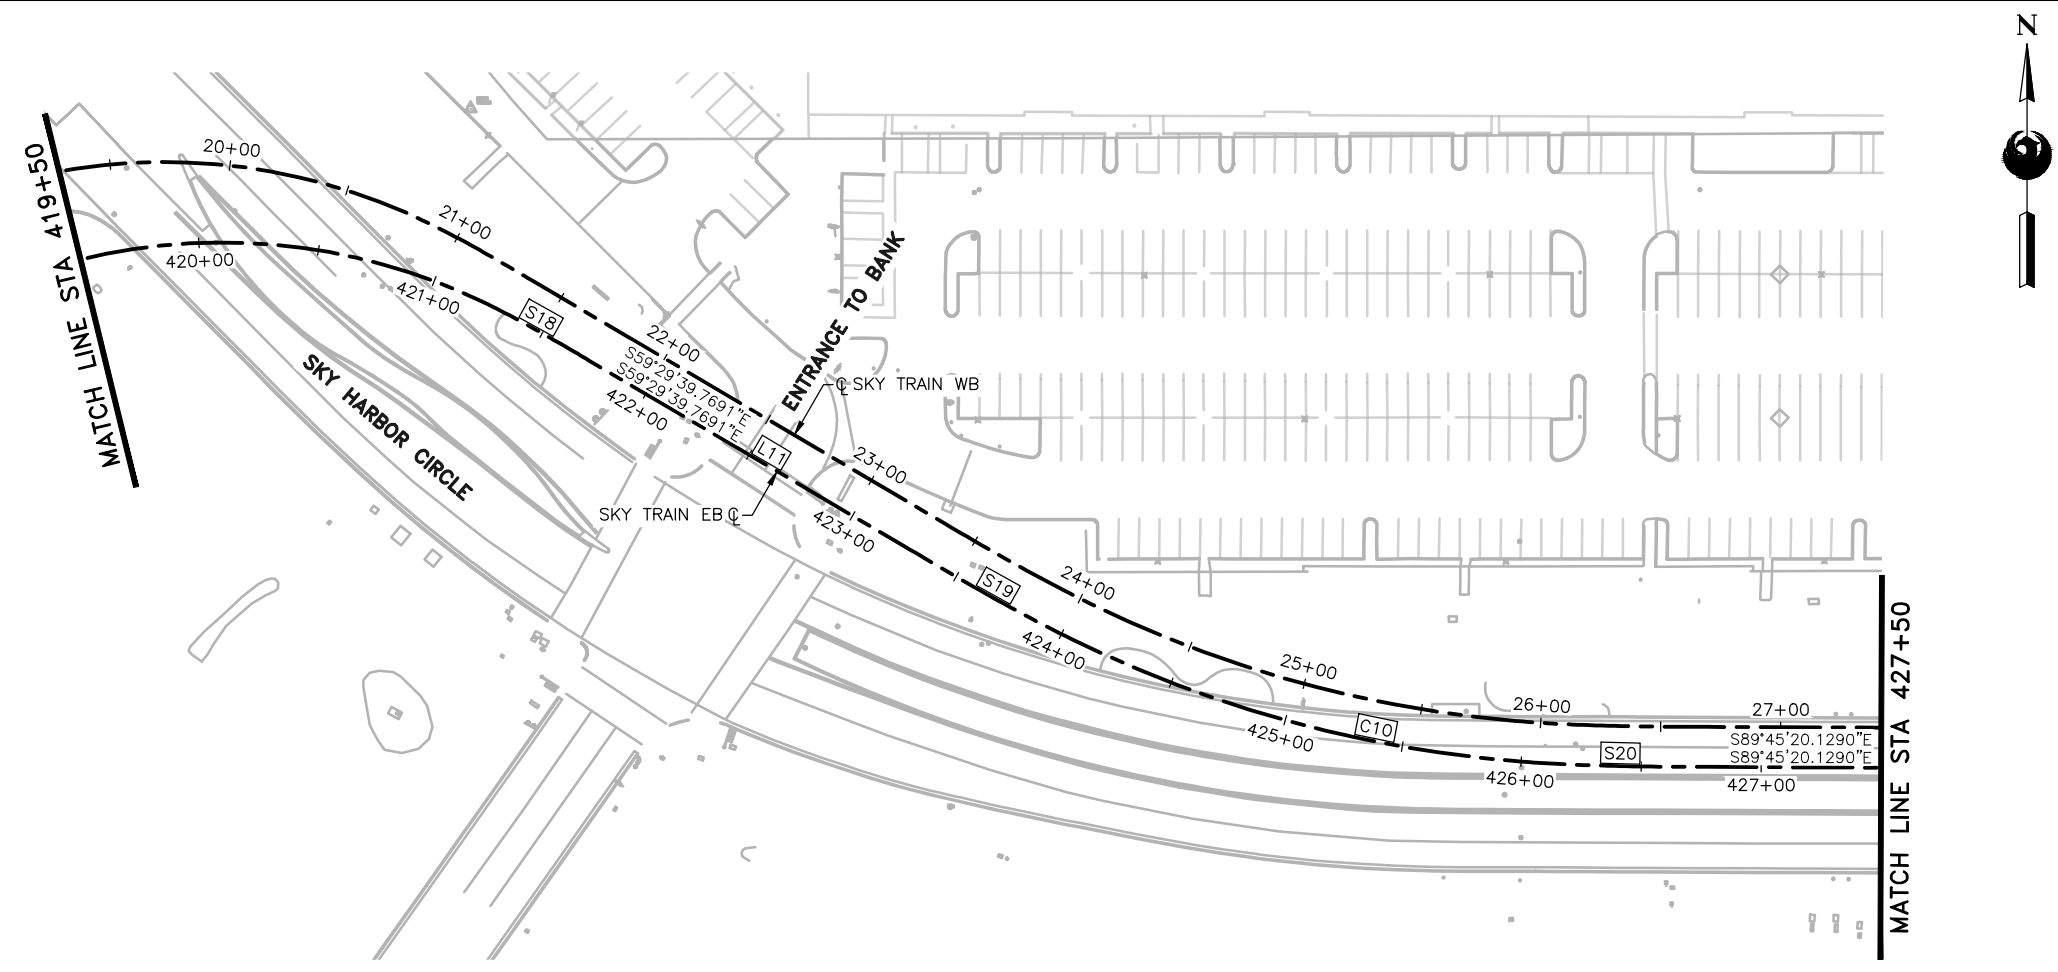 N
20+00
MATCH LINE STA 419+50
21+00
420+00
421+00
S18
22+00
ENTRANCE TO BANK
S59°29'39.7691"E
S59°29'39.7691"E
℄ SKY TRAIN WB
422+00
SKY HARBOR CIRCLE
L11
23+00
SKY TRAIN EB ℄
423+00
S19
24+00
424+00
25+00
26+00
27+00
C10
425+00
S20
S89°45'20.1290"E
S89°45'20.1290"E
426+00
427+00
MATCH LINE STA 427+50